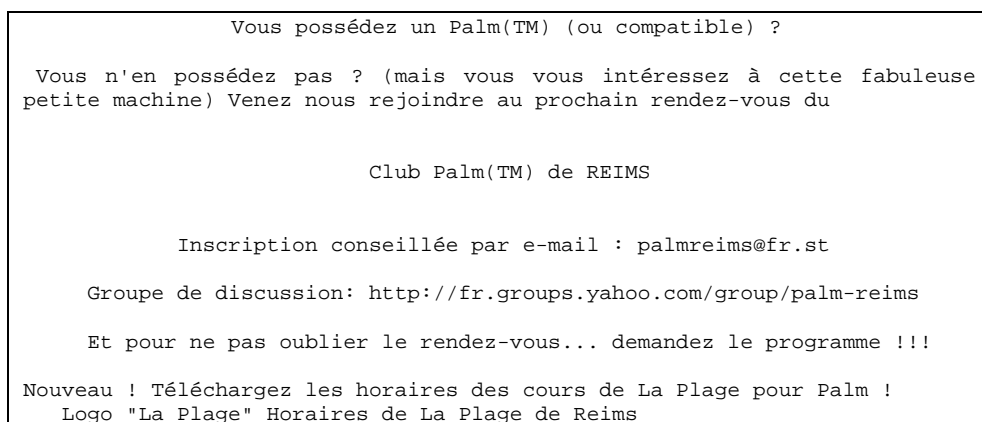 Vous possédez un Palm(TM) (ou compatible) ?
Vous n'en possédez pas ? (mais vous vous intéressez à cette fabuleuse
petite machine) Venez nous rejoindre au prochain rendez-vous du
Club Palm(TM) de REIMS
Inscription conseillée par e-mail : palmreims@fr.st
Groupe de discussion: http://fr.groups.yahoo.com/group/palm-reims
Et pour ne pas oublier le rendez-vous... demandez le programme !!!
Nouveau ! Téléchargez les horaires des cours de La Plage pour Palm !
Logo "La Plage" Horaires de La Plage de Reims